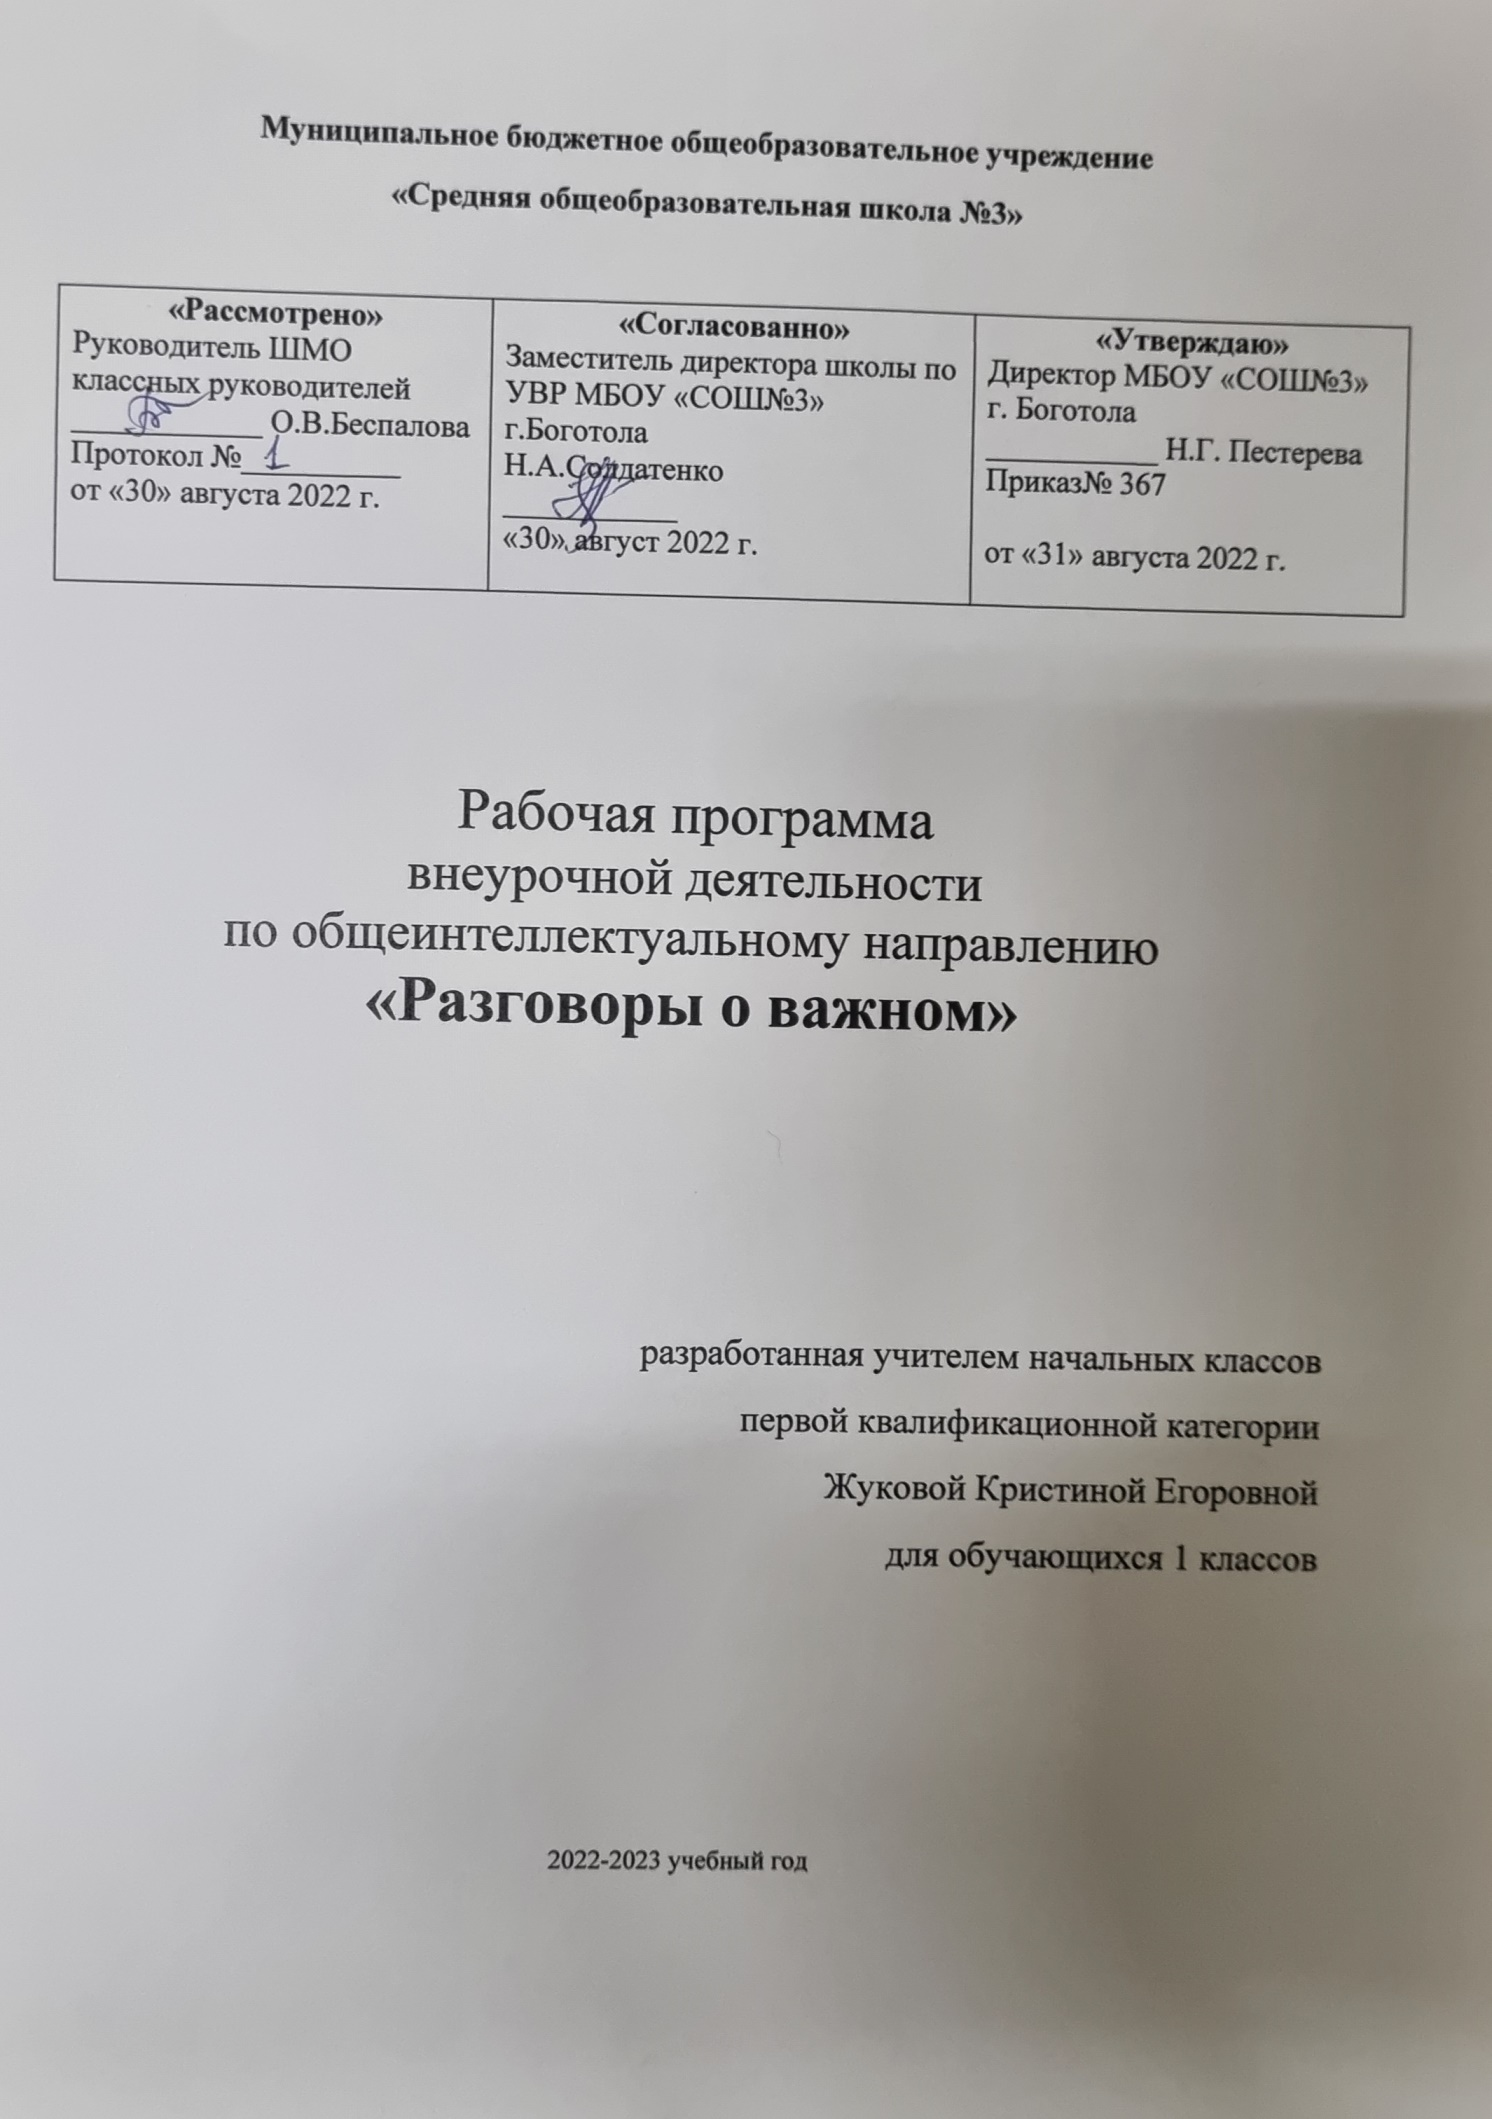 Муниципальное бюджетное общеобразовательное учреждение
«Средняя общеобразовательная школа №3»
«Рассмотрено»
Руководитель ШМО
классных руководителей
____________ О.В.Беспалова
Протокол № 1__________
от «30» августа 2022 г.
«Согласованно»
Заместитель директора школы по
УВР МБОУ «СОШ№3»
г.Боготола
Н.А.Солдатенко
___________
«30» август 2022 г.
«Утверждаю»
Директор МБОУ «СОШ№3»
г. Боготола
___________ Н.Г. Пестерева
Приказ№ 367
от «31» августа 2022 г.
Рабочая программа
внеурочной деятельности
по общеинтеллектуальному направлению
«Разговоры о важном»
разработанная учителем начальных классов
первой квалификационной категории
Жуковой Кристиной Егоровной
для обучающихся 1 классов
2022-2023 учебный год